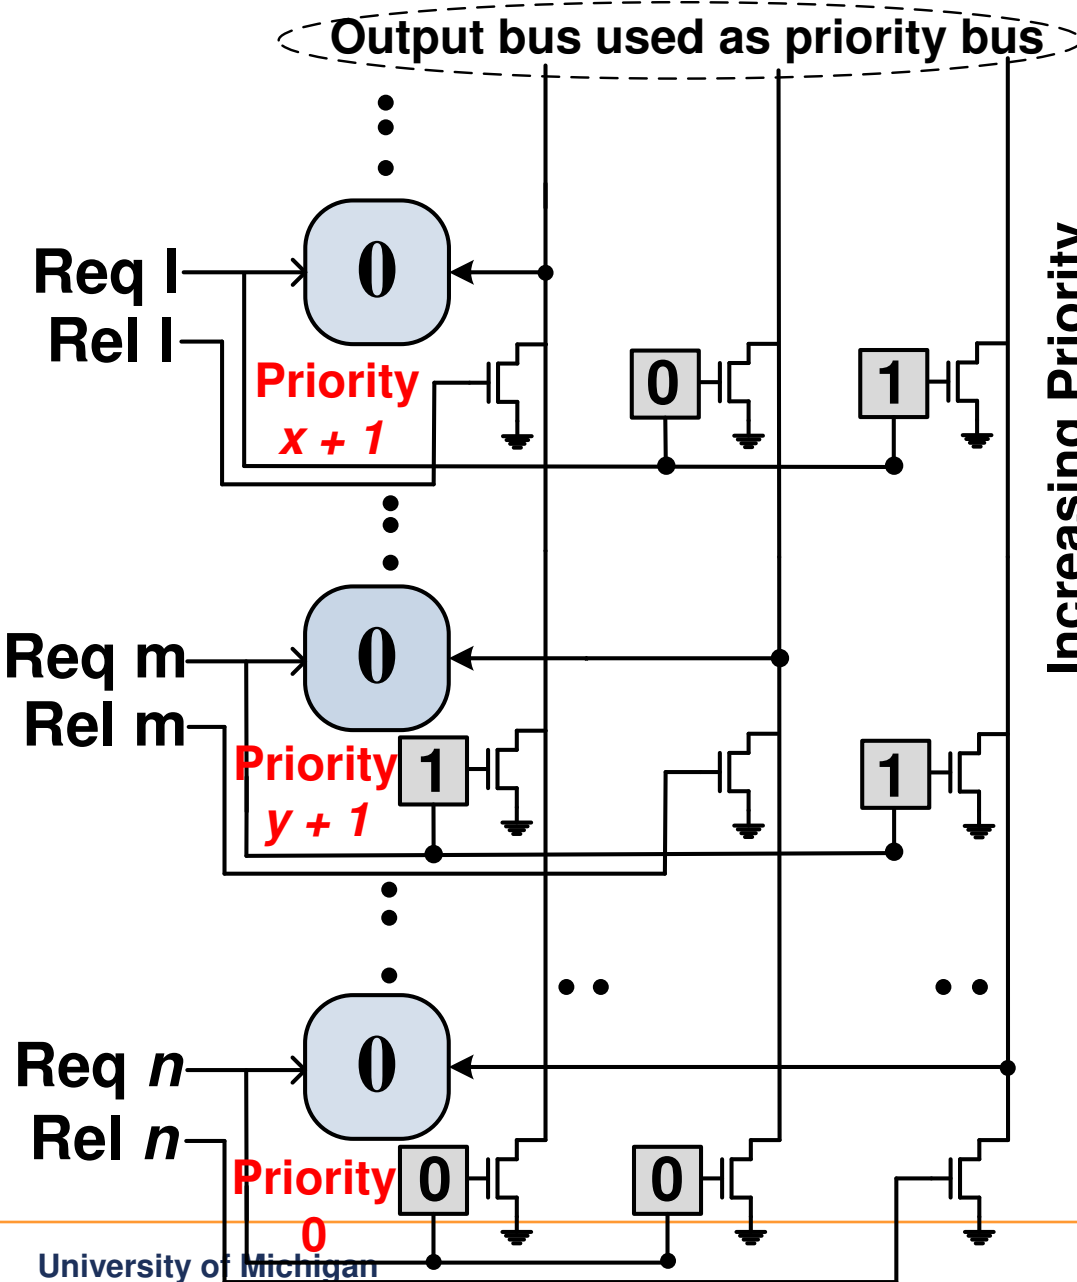 Output bus used as priority bus
0
Req l
Rel l
Priority
x + 1
0
1
Increasing Priority
0
Req m
Rel m
Priority
y + 1
1
1
0
Req n
Rel n
Priority
0
0
0
University of Michigan